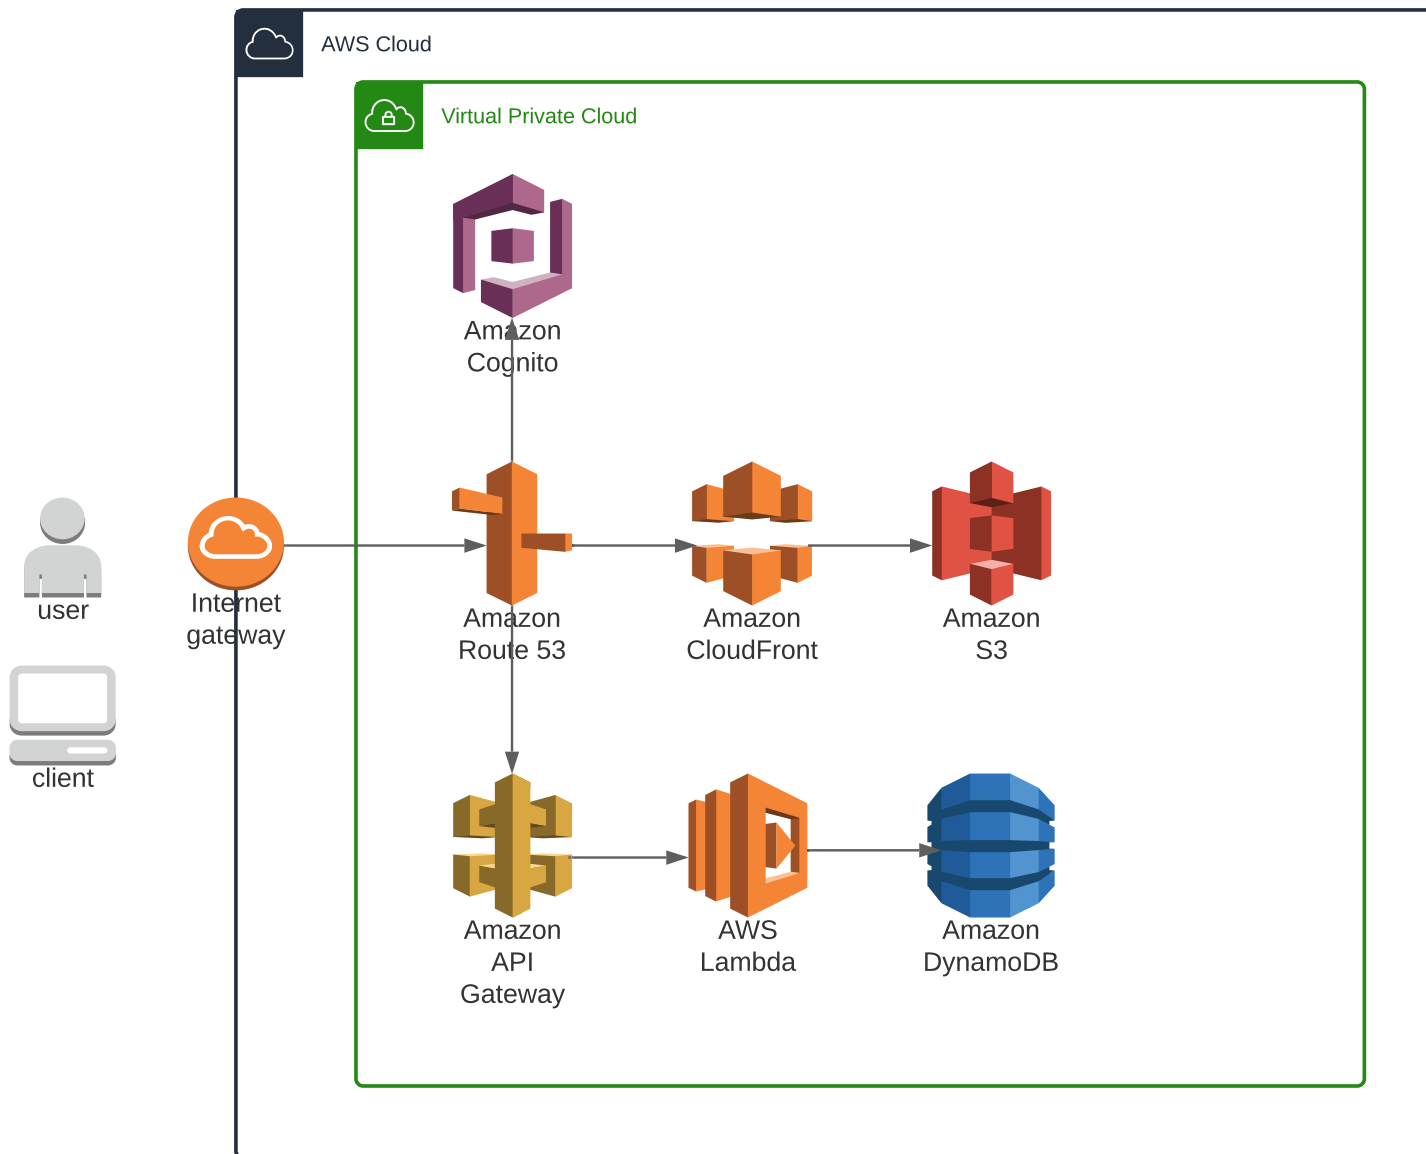 AWS Cloud
Virtual Private Cloud
Amazon
Cognito
user
client
Internet
gateway
Amazon
Route 53
Amazon
CloudFront
Amazon
S3
Amazon
API
Gateway
AWS
Lambda
Amazon
DynamoDB